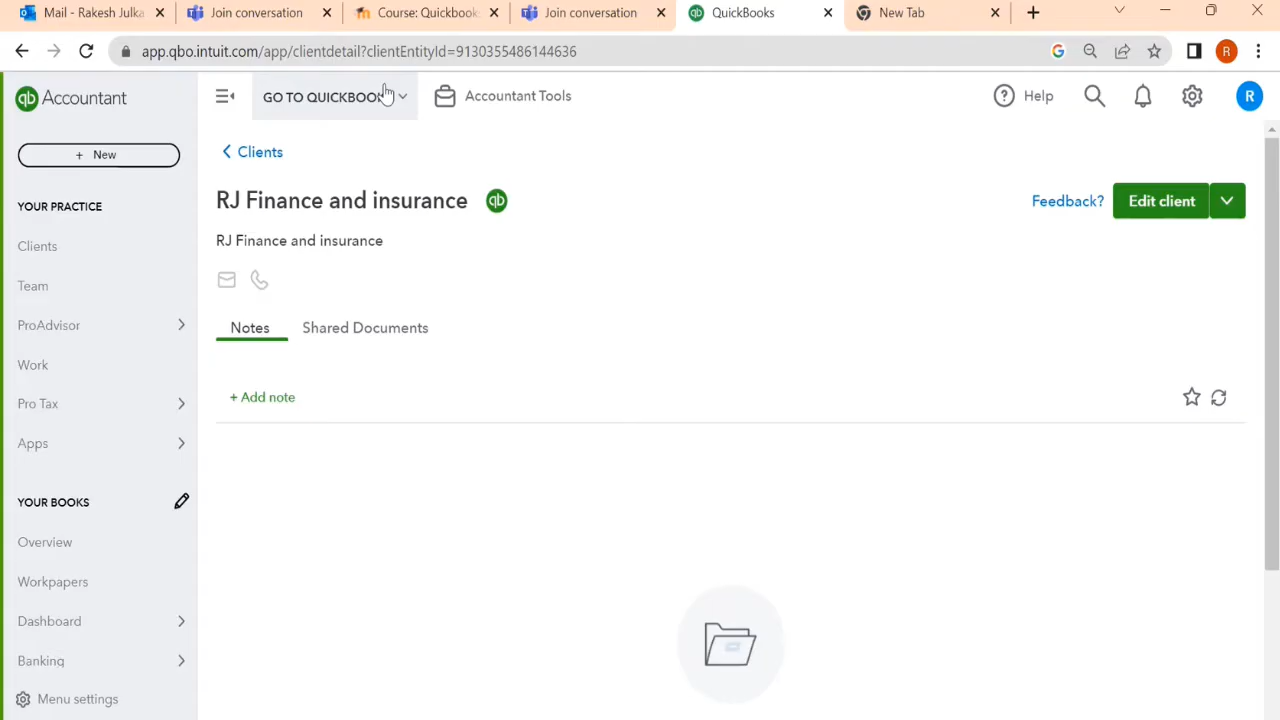 Mail - Rakesh Julka
Join conversation
Course: Quickbook
Join conversation
QuickBooks
New Tab
app.qbo.intuit.com/app/clientdetail?clientEntityId=9130355486144636
R
qb Accountant
GO TO QUICKBOOK
Accountant Tools
Help
R
+ New
Clients
RJ Finance and insurance qb
Feedback?
Edit client
YOUR PRACTICE
RJ Finance and insurance
Clients
Team
Notes
Shared Documents
ProAdvisor
Work
+ Add note
Pro Tax
Apps
YOUR BOOKS
Overview
Workpapers
Dashboard
Banking
Menu settings